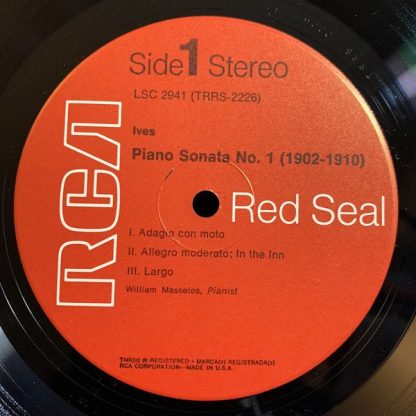 Side 1 Stereo
LSC 2941 (TRRS-2226)
Ives
Piano Sonata No. 1 (1902-1910)
RCA
Red Seal
I. Adagio con moto
II. Allegro moderato; In the Inn
III. Largo
William Masselos, Pianist
TMK(s) ® REGISTERED • MARCA(s) REGISTRADA(s)
RCA CORPORATION—MADE IN U.S.A.